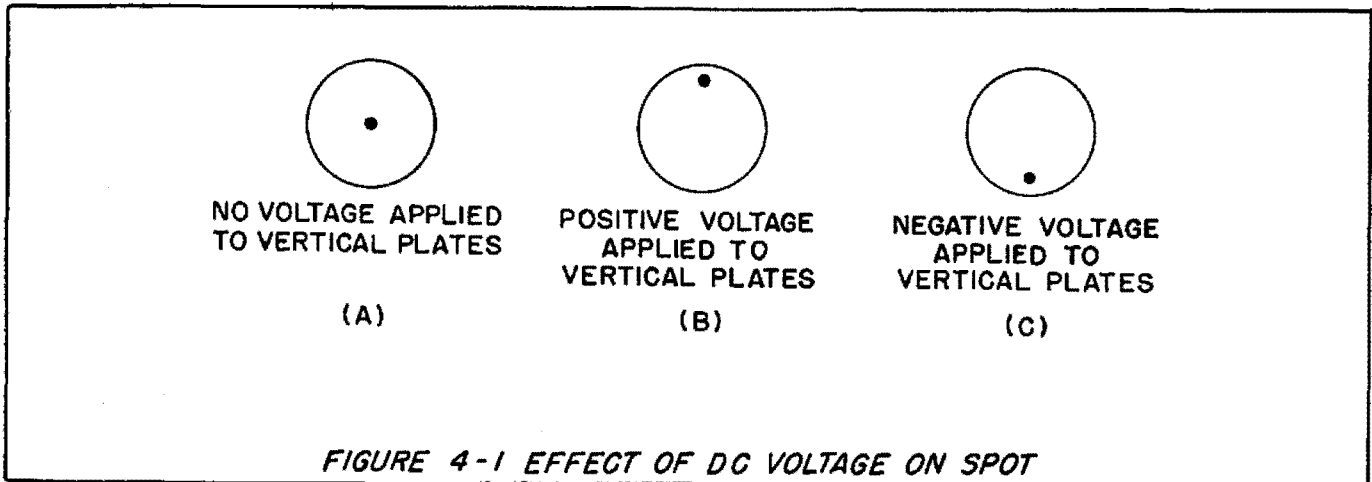 NO VOLTAGE APPLIED
TO VERTICAL PLATES
(A)
POSITIVE VOLTAGE
APPLIED TO
VERTICAL PLATES
(B)
NEGATIVE VOLTAGE
APPLIED TO
VERTICAL PLATES
(C)
FIGURE 4-1 EFFECT OF DC VOLTAGE ON SPOT